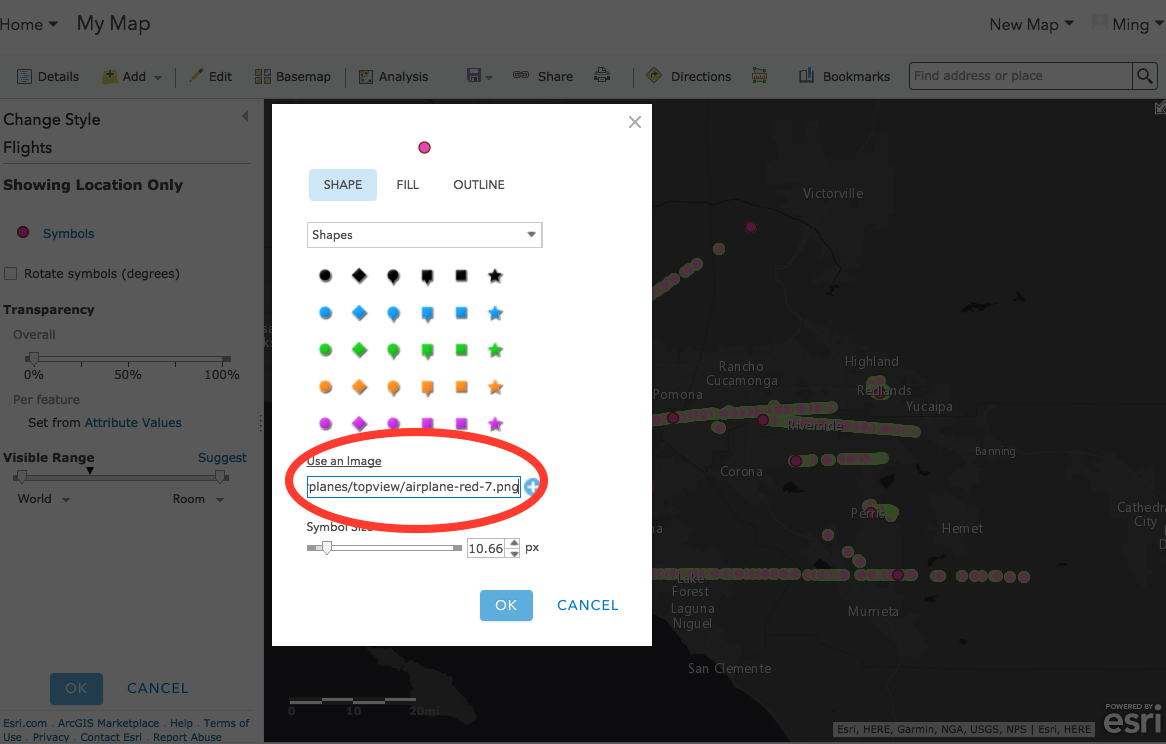 Home
My Map
New Map
Ming
Details
Add
Edit
Basemap
Analysis
Share
Directions
Bookmarks
Find address or place
Change Style
Flights
Showing Location Only
Symbols
Rotate symbols (degrees)
Transparency
Overall
0% 50% 100%
Per feature
Set from Attribute Values
Visible Range Suggest
World Room
OK CANCEL
Esri.com . ArcGIS Marketplace . Help . Terms of
Use . Privacy . Contact Esri . Report Abuse
SHAPE FILL OUTLINE
Shapes
Use an Image
planes/topview/airplane-red-7.png
Symbol Size
10.66 px
OK CANCEL
Victorville
Highland
Rancho
Cucamonga
Redlands
Pomona
Yucaipa
Riverside
Banning
Corona
Perris
Hemet
Cathedra
City
Lake
Forest
Laguna
Niguel
Murrieta
San Clemente
0 10 20mi
Esri, HERE, Garmin, NGA, USGS, NPS | Esri, HERE
POWERED BY
esri